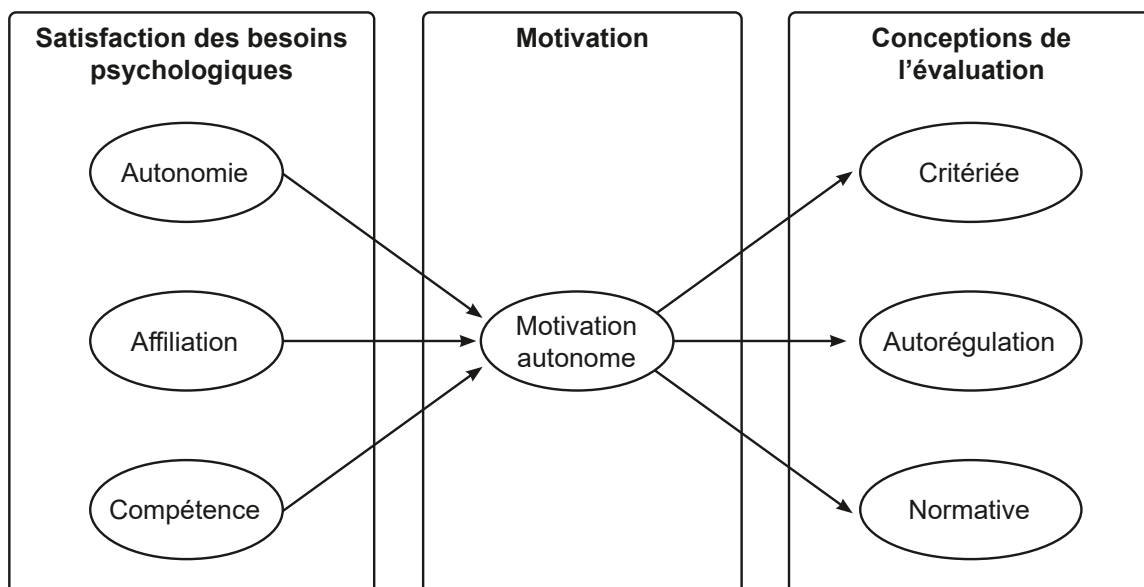 Satisfaction des besoins
psychologiques
Motivation
Conceptions de
l’évaluation
Autonomie
Affiliation
Compétence
Motivation
autonome
Critériée
Autorégulation
Normative